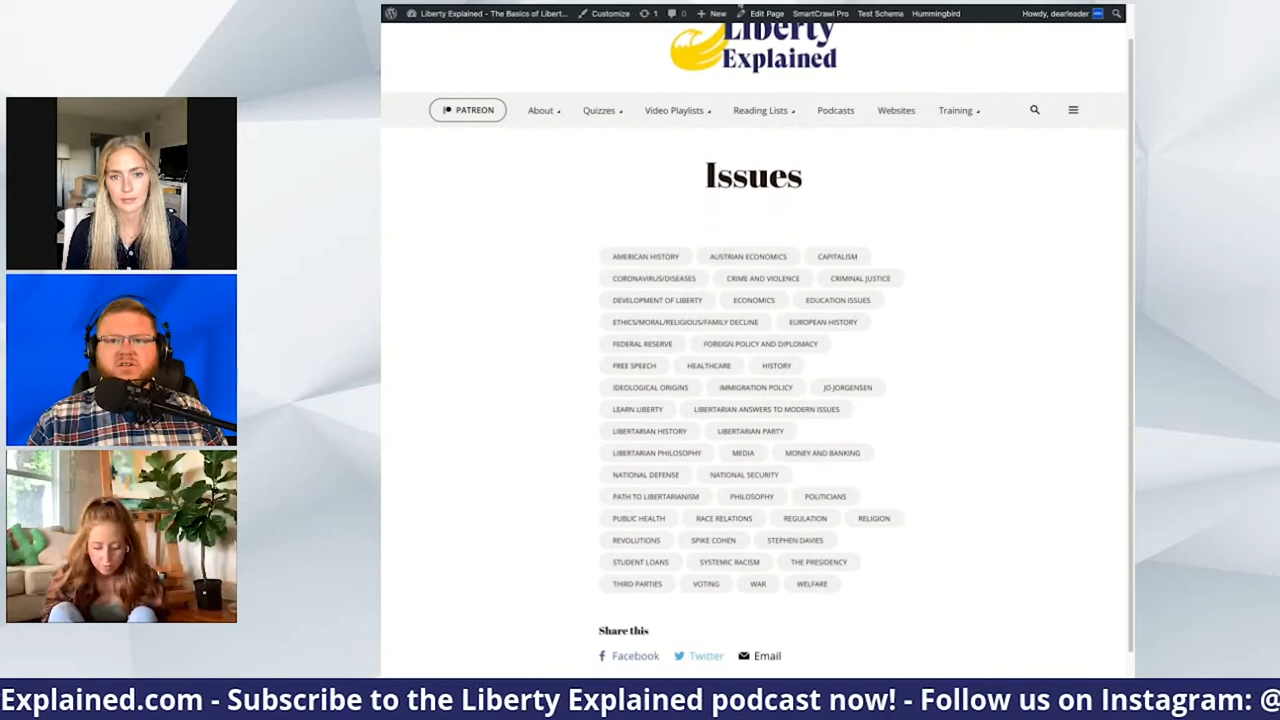 Liberty Explained - The Basics of Libert... Customize 1 0 New Edit Page SmartCrawl Pro Test Schema Hummingbird Howdy, dearleader
Liberty
Explained
PATREON About Quizzes Video Playlists Reading Lists Podcasts Websites Training
Issues
AMERICAN HISTORY AUSTRIAN ECONOMICS CAPITALISM
CORONAVIRUS/DISEASES CRIME AND VIOLENCE CRIMINAL JUSTICE
DEVELOPMENT OF LIBERTY ECONOMICS EDUCATION ISSUES
ETHICS/MORAL/RELIGIOUS/FAMILY DECLINE EUROPEAN HISTORY
FEDERAL RESERVE FOREIGN POLICY AND DIPLOMACY
FREE SPEECH HEALTHCARE HISTORY
IDEOLOGICAL ORIGINS IMMIGRATION POLICY JO JORGENSEN
LEARN LIBERTY LIBERTARIAN ANSWERS TO MODERN ISSUES
LIBERTARIAN HISTORY LIBERTARIAN PARTY
LIBERTARIAN PHILOSOPHY MEDIA MONEY AND BANKING
NATIONAL DEFENSE NATIONAL SECURITY
PATH TO LIBERTARIANISM PHILOSOPHY POLITICIANS
PUBLIC HEALTH RACE RELATIONS REGULATION RELIGION
REVOLUTIONS SPIKE COHEN STEPHEN DAVIES
STUDENT LOANS SYSTEMIC RACISM THE PRESIDENCY
THIRD PARTIES VOTING WAR WELFARE
Share this
Facebook Twitter Email
Explained.com - Subscribe to the Liberty Explained podcast now! - Follow us on Instagram: @